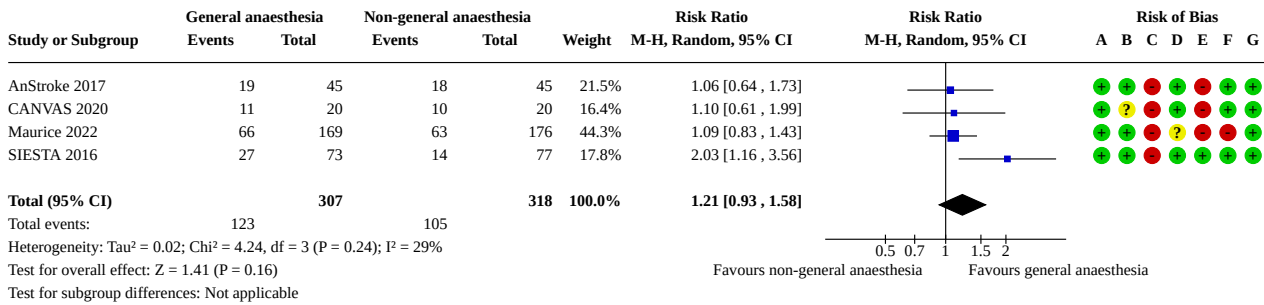 General anaesthesia Non-general anaesthesia Risk Ratio Risk Ratio Risk of Bias
Study or Subgroup Events Total Events Total Weight M-H, Random, 95% CI M-H, Random, 95% CI A B C D E F G
AnStroke 2017 19 45 18 45 21.5% 1.06 [0.64 , 1.73] + + - + - + +
CANVAS 2020 11 20 10 20 16.4% 1.10 [0.61 , 1.99] + ? - + - + +
Maurice 2022 66 169 63 176 44.3% 1.09 [0.83 , 1.43] + + - ? - - +
SIESTA 2016 27 73 14 77 17.8% 2.03 [1.16 , 3.56] + + - + + + +
Total (95% CI) 307 318 100.0% 1.21 [0.93 , 1.58]
Total events: 123 105
Heterogeneity: Tau² = 0.02; Chi² = 4.24, df = 3 (P = 0.24); I² = 29%
0.5 0.7 1 1.5 2
Test for overall effect: Z = 1.41 (P = 0.16)
Favours non-general anaesthesia Favours general anaesthesia
Test for subgroup differences: Not applicable